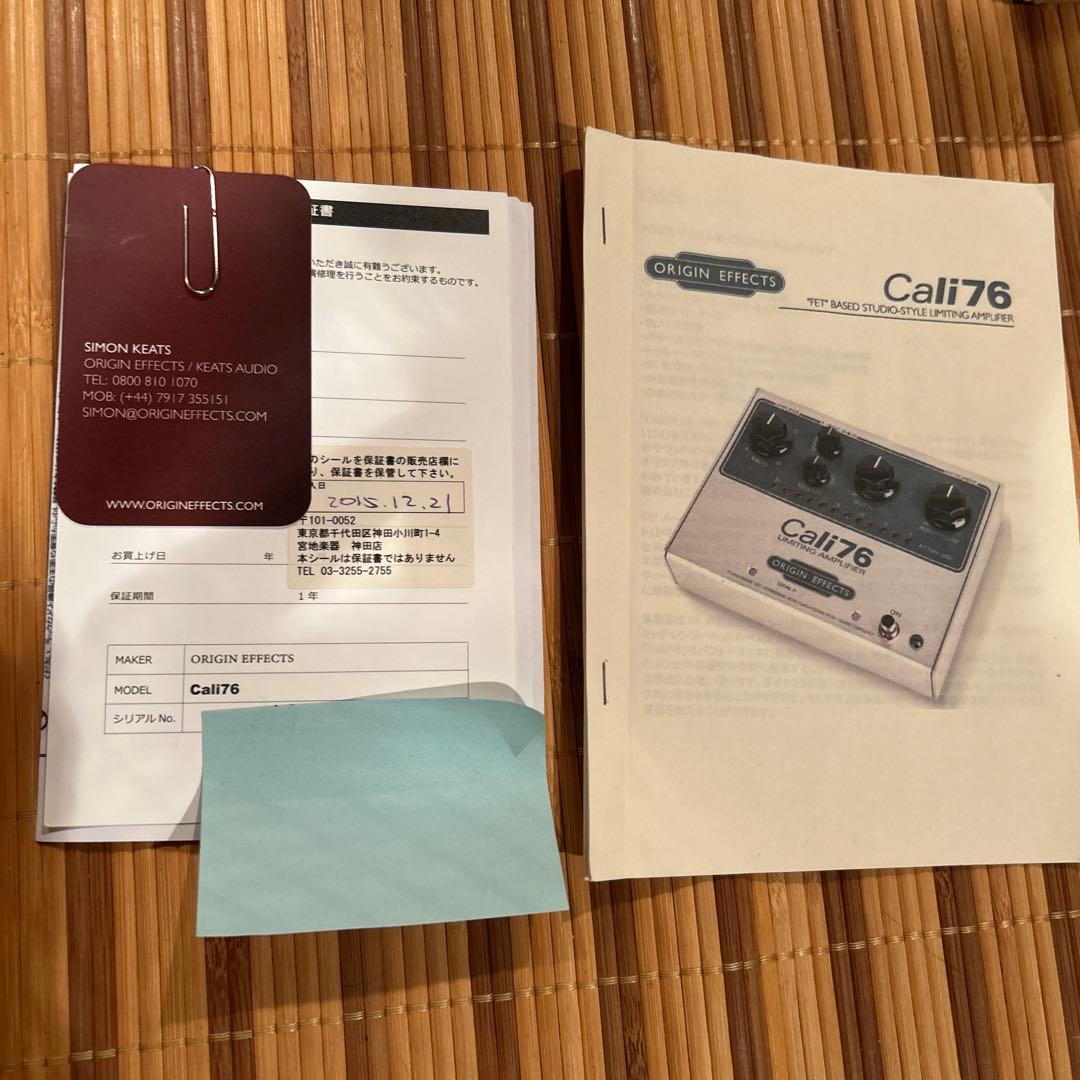 証書
いただき誠に有難うございます。
修理を行うことをお約束するものです。
SIMON KEATS
ORIGIN EFFECTS / KEATS AUDIO
TEL: 0800 810 1070
MOB: (+44) 7917 355151
SIMON@ORIGINEFFECTS.COM
WWW.ORIGINEFFECTS.COM
のシールを保証書の販売店欄に
り、保証書を保管して下さい。
入日
2015.12.21
〒101-0052
東京都千代田区神田小川町1-4
宮地楽器 神田店
本シールは保証書ではありません
TEL 03-3255-2755
お買上げ日 年
保証期間 1年
MAKER ORIGIN EFFECTS
MODEL Cali76
シリアル No.
ORIGIN EFFECTS
Cali76
"FET" BASED STUDIO-STYLE LIMITING AMPLIFIER
Cali76
LIMITING AMPLIFIER
ORIGIN EFFECTS
ON